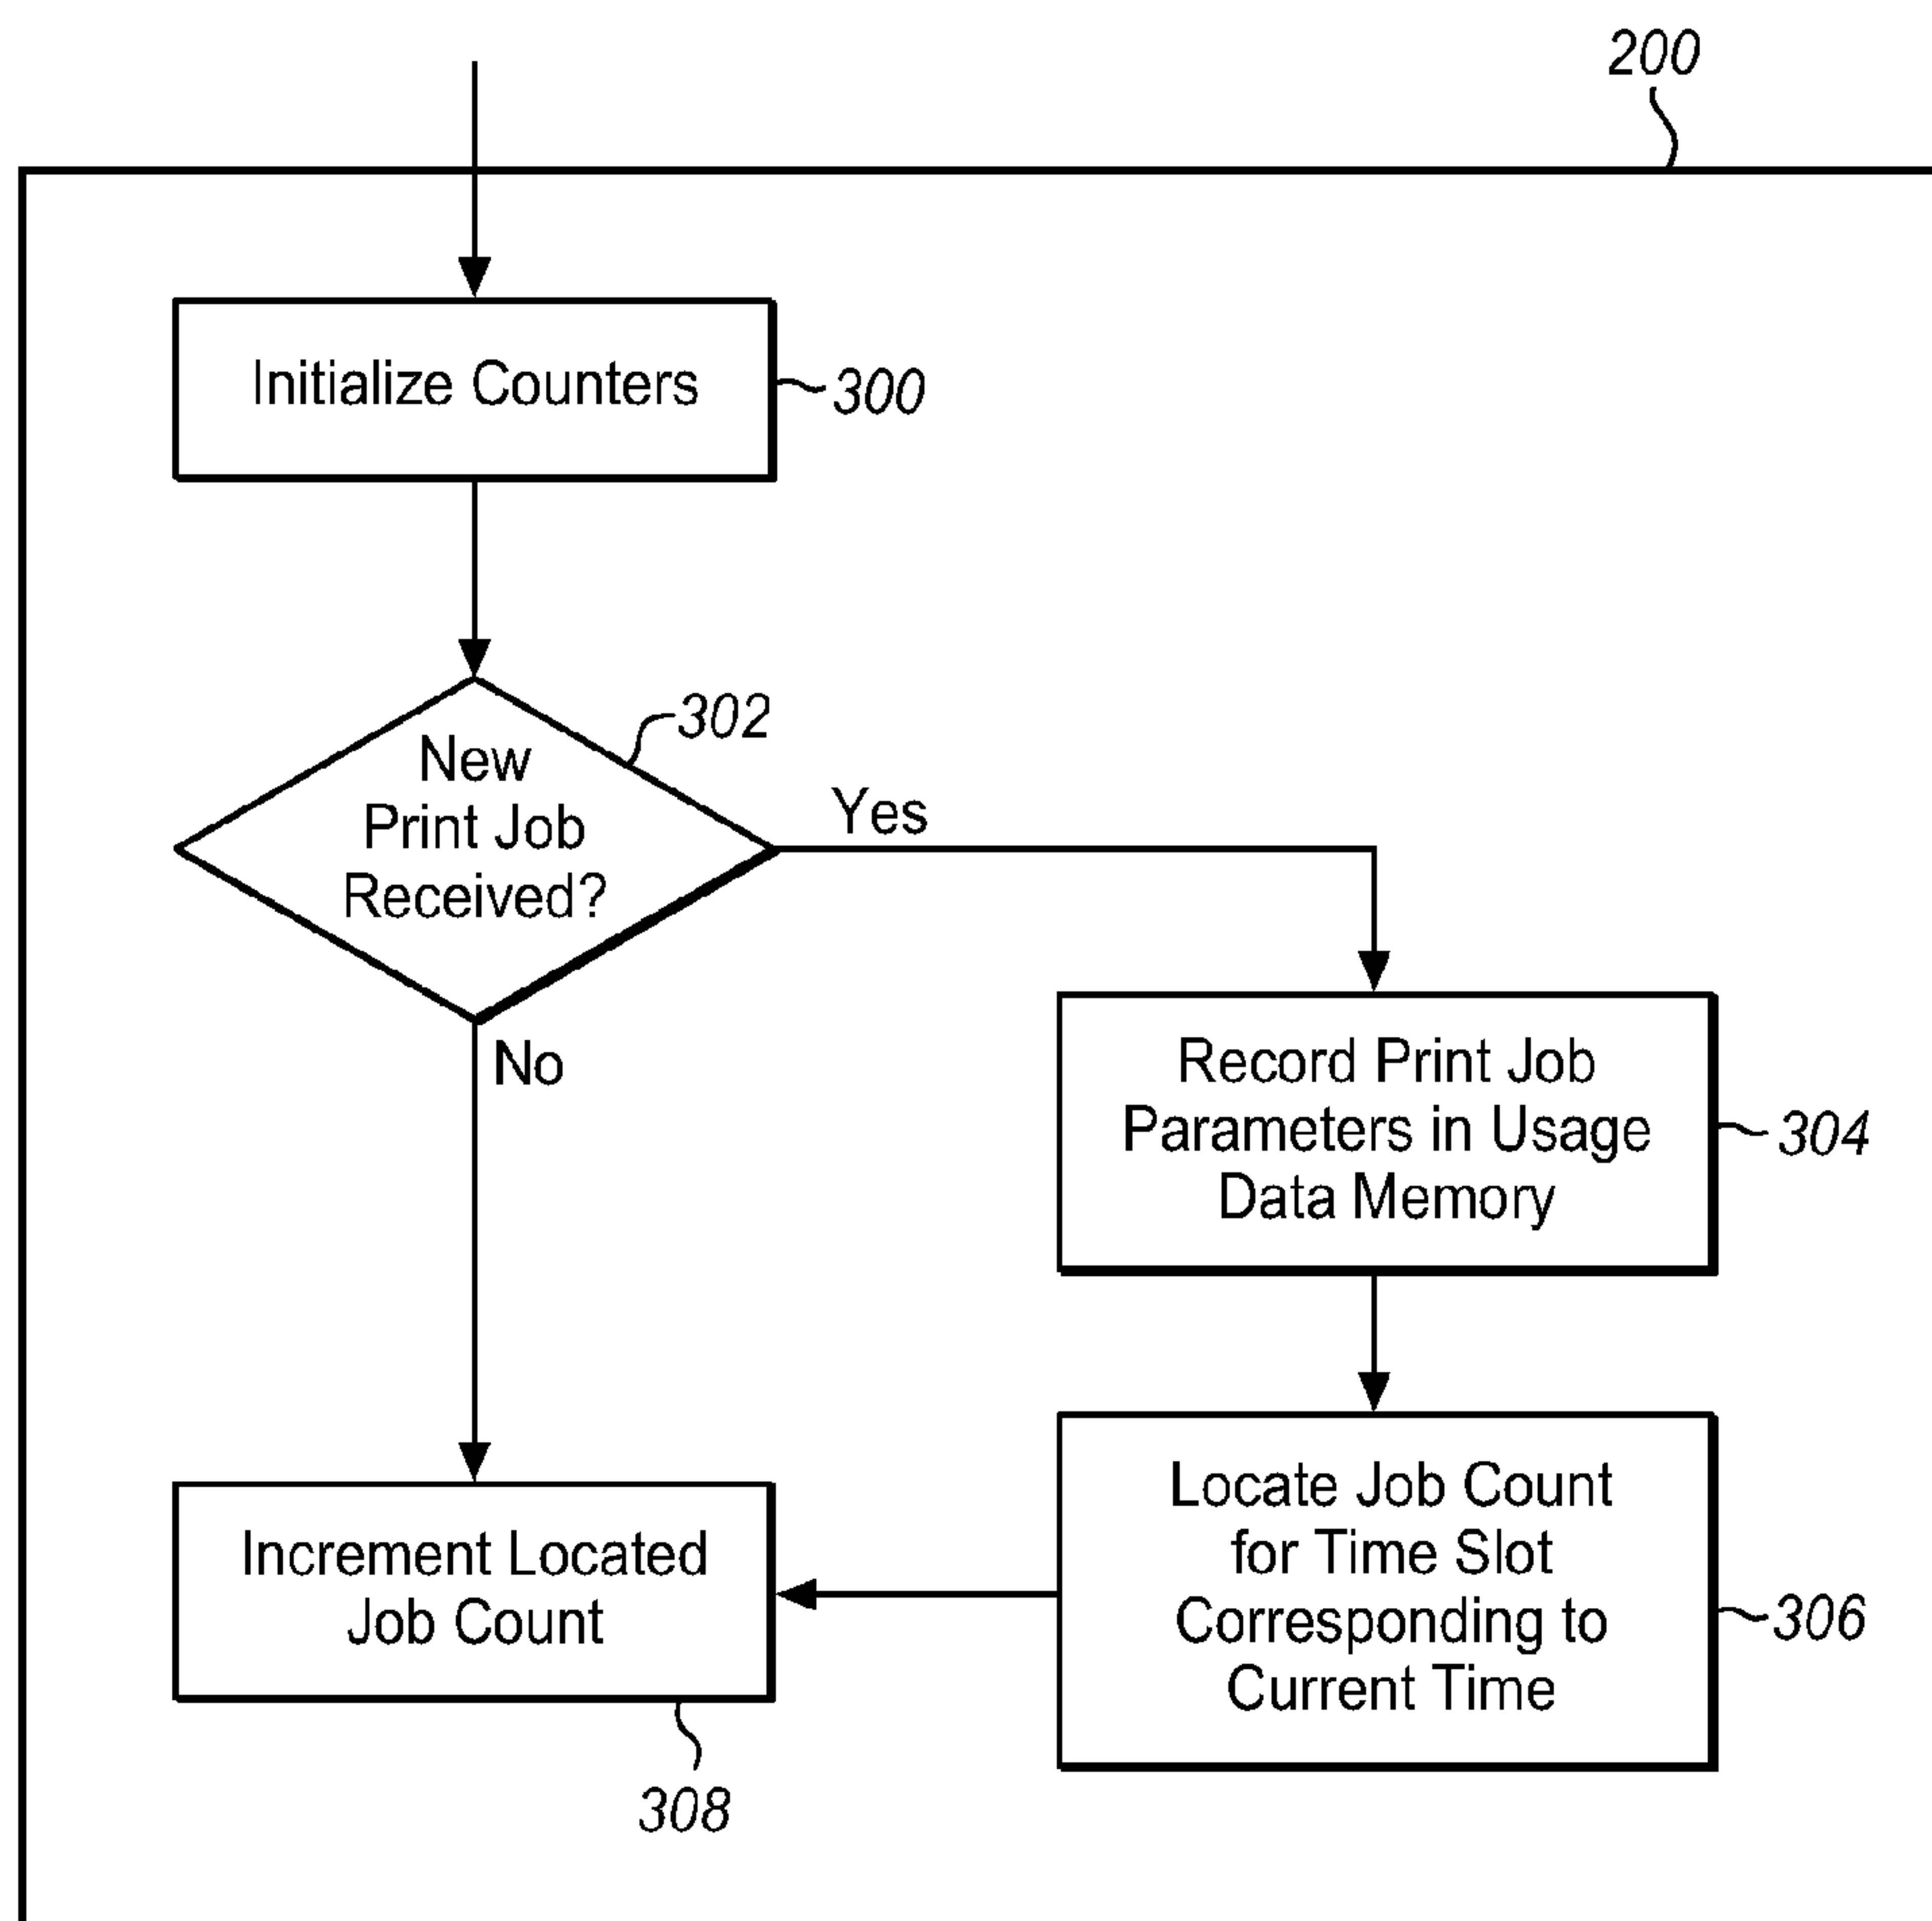 200
Initialize Counters
300
302
New
Print Job
Received?
Yes
No
Record Print Job
Parameters in Usage
Data Memory
304
Locate Job Count
for Time Slot
Corresponding to
Current Time
306
Increment Located
Job Count
308